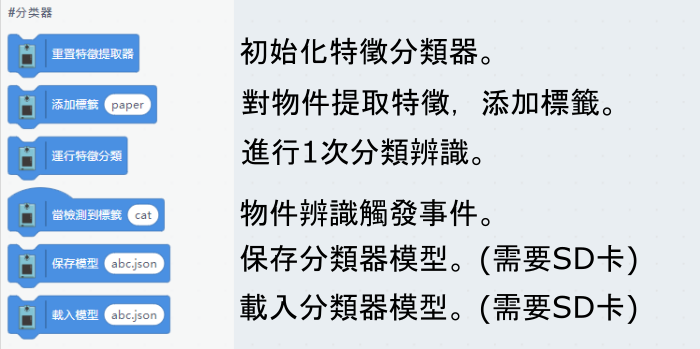 #分类器
重置特徵提取器 初始化特徵分類器。
添加標籤 paper 對物件提取特徵，添加標籤。
運行特徵分類 進行1次分類辨識。
當檢測到標籤 cat 物件辨識觸發事件。
保存模型 abc.json 保存分類器模型。(需要SD卡)
載入模型 abc.json 載入分類器模型。(需要SD卡)